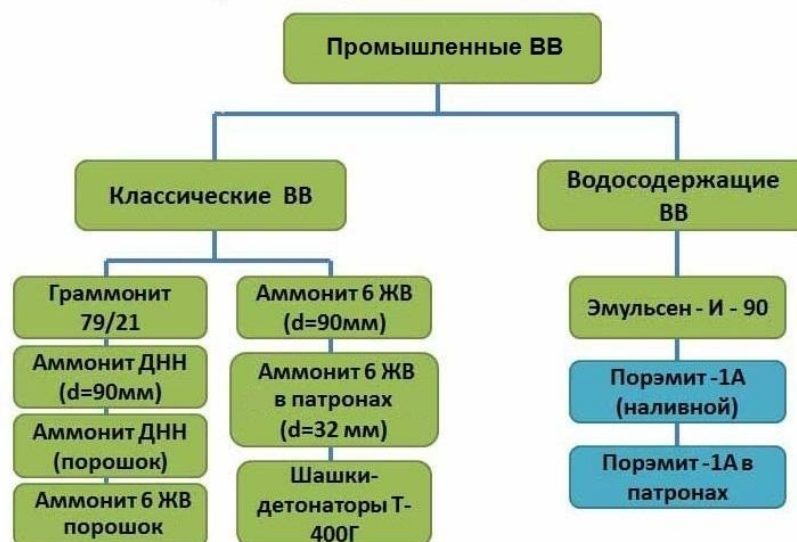 Промышленные ВВ
Классические ВВ
Водосодержащие
ВВ
Граммонит
79/21
Аммонит ДНН
(d=90мм)
Аммонит ДНН
(порошок)
Аммонит 6 ЖВ
порошок
Аммонит 6 ЖВ
(d=90мм)
Аммонит 6 ЖВ
в патронах
(d=32 мм)
Шашки-
детонаторы Т-
400Г
Эмульсен - И - 90
Порэмит -1А
(наливной)
Порэмит -1А в
патронах